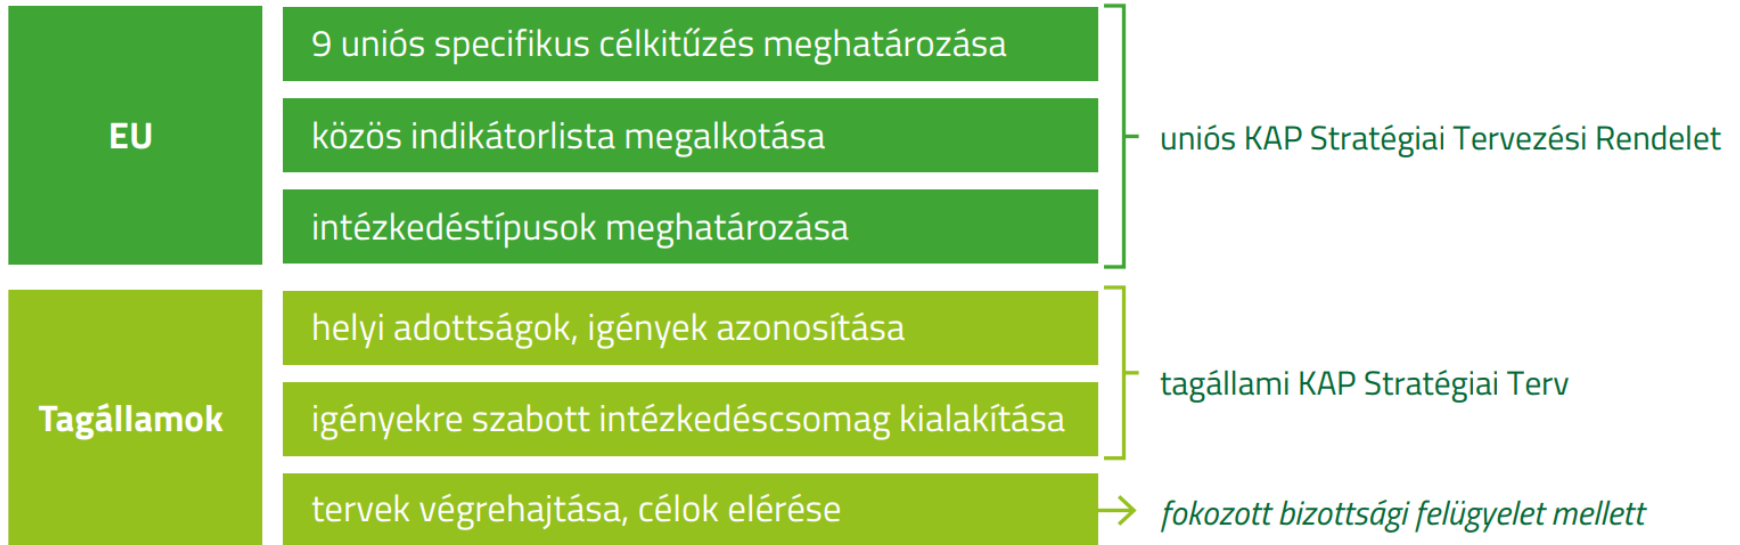 EU
9 uniós specifikus célkitűzés meghatározása
közös indikátorlista megalkotása
intézkedéstípusok meghatározása
uniós KAP Stratégiai Tervezési Rendelet
Tagállamok
helyi adottságok, igények azonosítása
igényekre szabott intézkedéscsomag kialakítása
tagállami KAP Stratégiai Terv
tervek végrehajtása, célok elérése
fokozott bizottsági felügyelet mellett